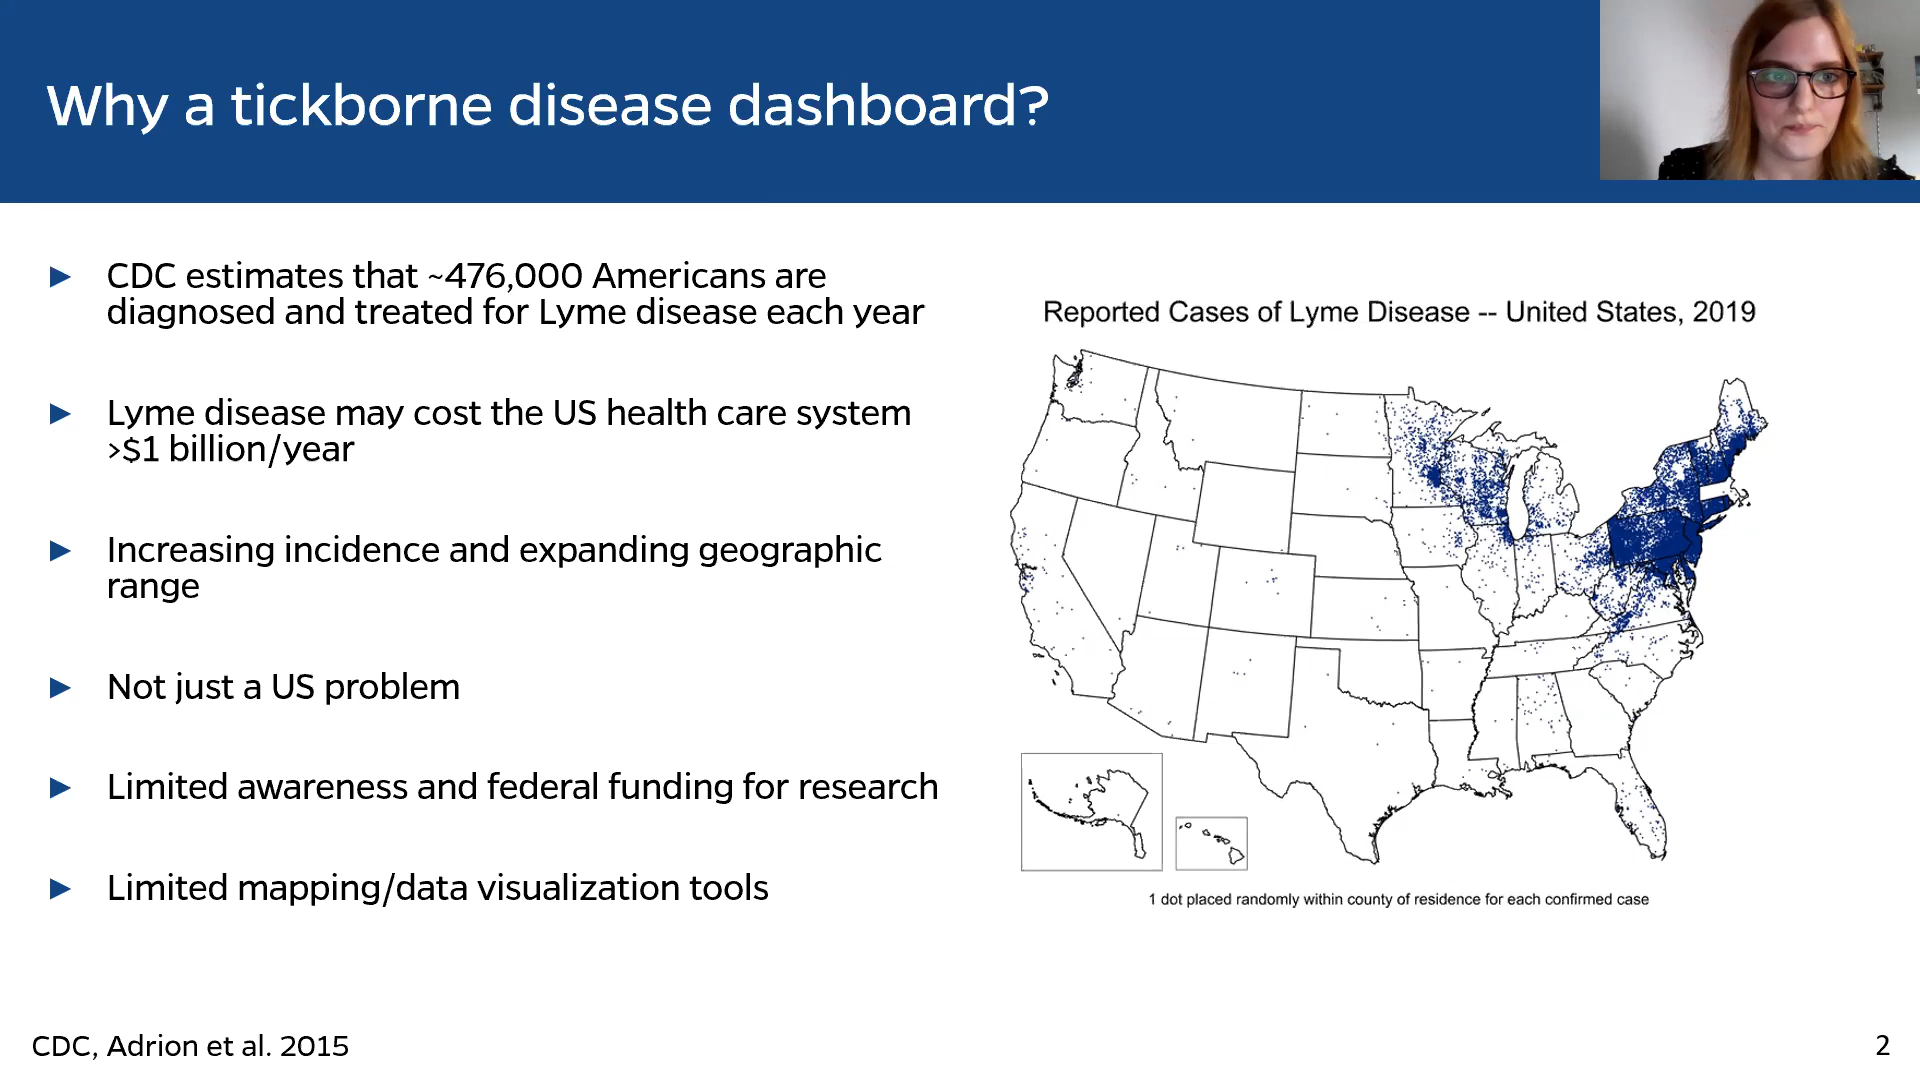 Why a tickborne disease dashboard?
► CDC estimates that ~476,000 Americans are
diagnosed and treated for Lyme disease each year
► Lyme disease may cost the US health care system
>$1 billion/year
► Increasing incidence and expanding geographic
range
► Not just a US problem
► Limited awareness and federal funding for research
► Limited mapping/data visualization tools
Reported Cases of Lyme Disease -- United States, 2019
1 dot placed randomly within county of residence for each confirmed case
CDC, Adrion et al. 2015
2